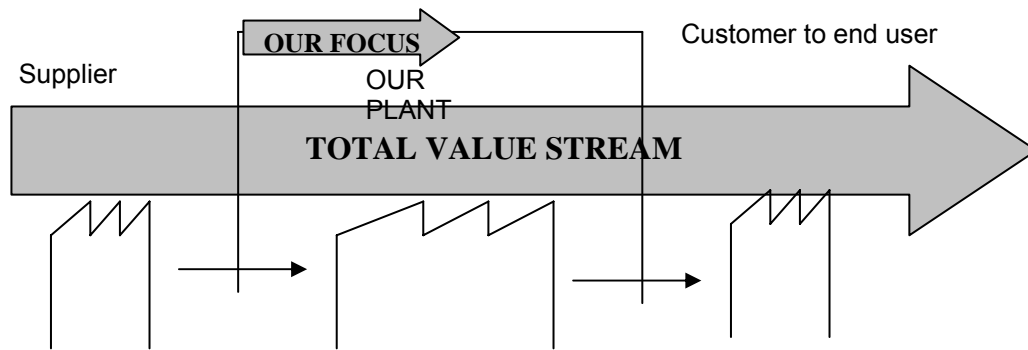 OUR FOCUS
Customer to end user
Supplier
OUR
PLANT
TOTAL VALUE STREAM